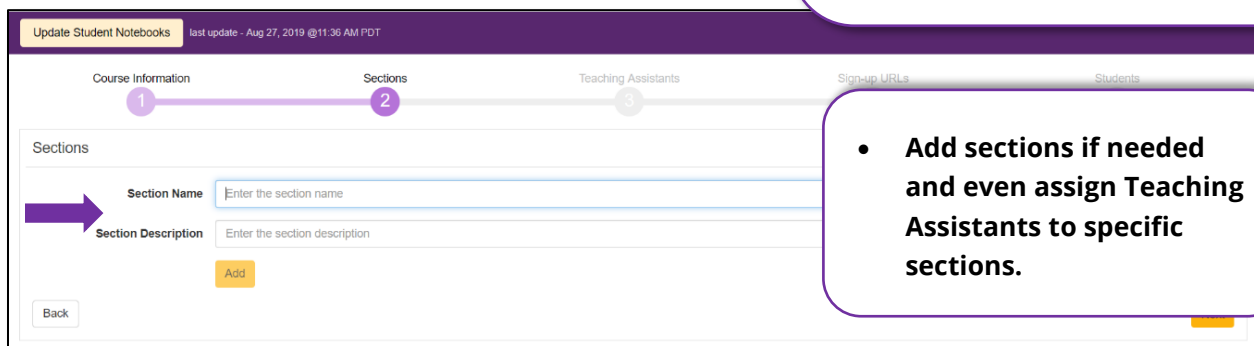 Update Student Notebooks last update - Aug 27, 2019 @11:36 AM PDT
Course Information Sections Teaching Assistants Sign-up URLs Students
1 2 3
Sections
Section Name Enter the section name
Section Description Enter the section description
Add
Back
• Add sections if needed
and even assign Teaching
Assistants to specific
sections.